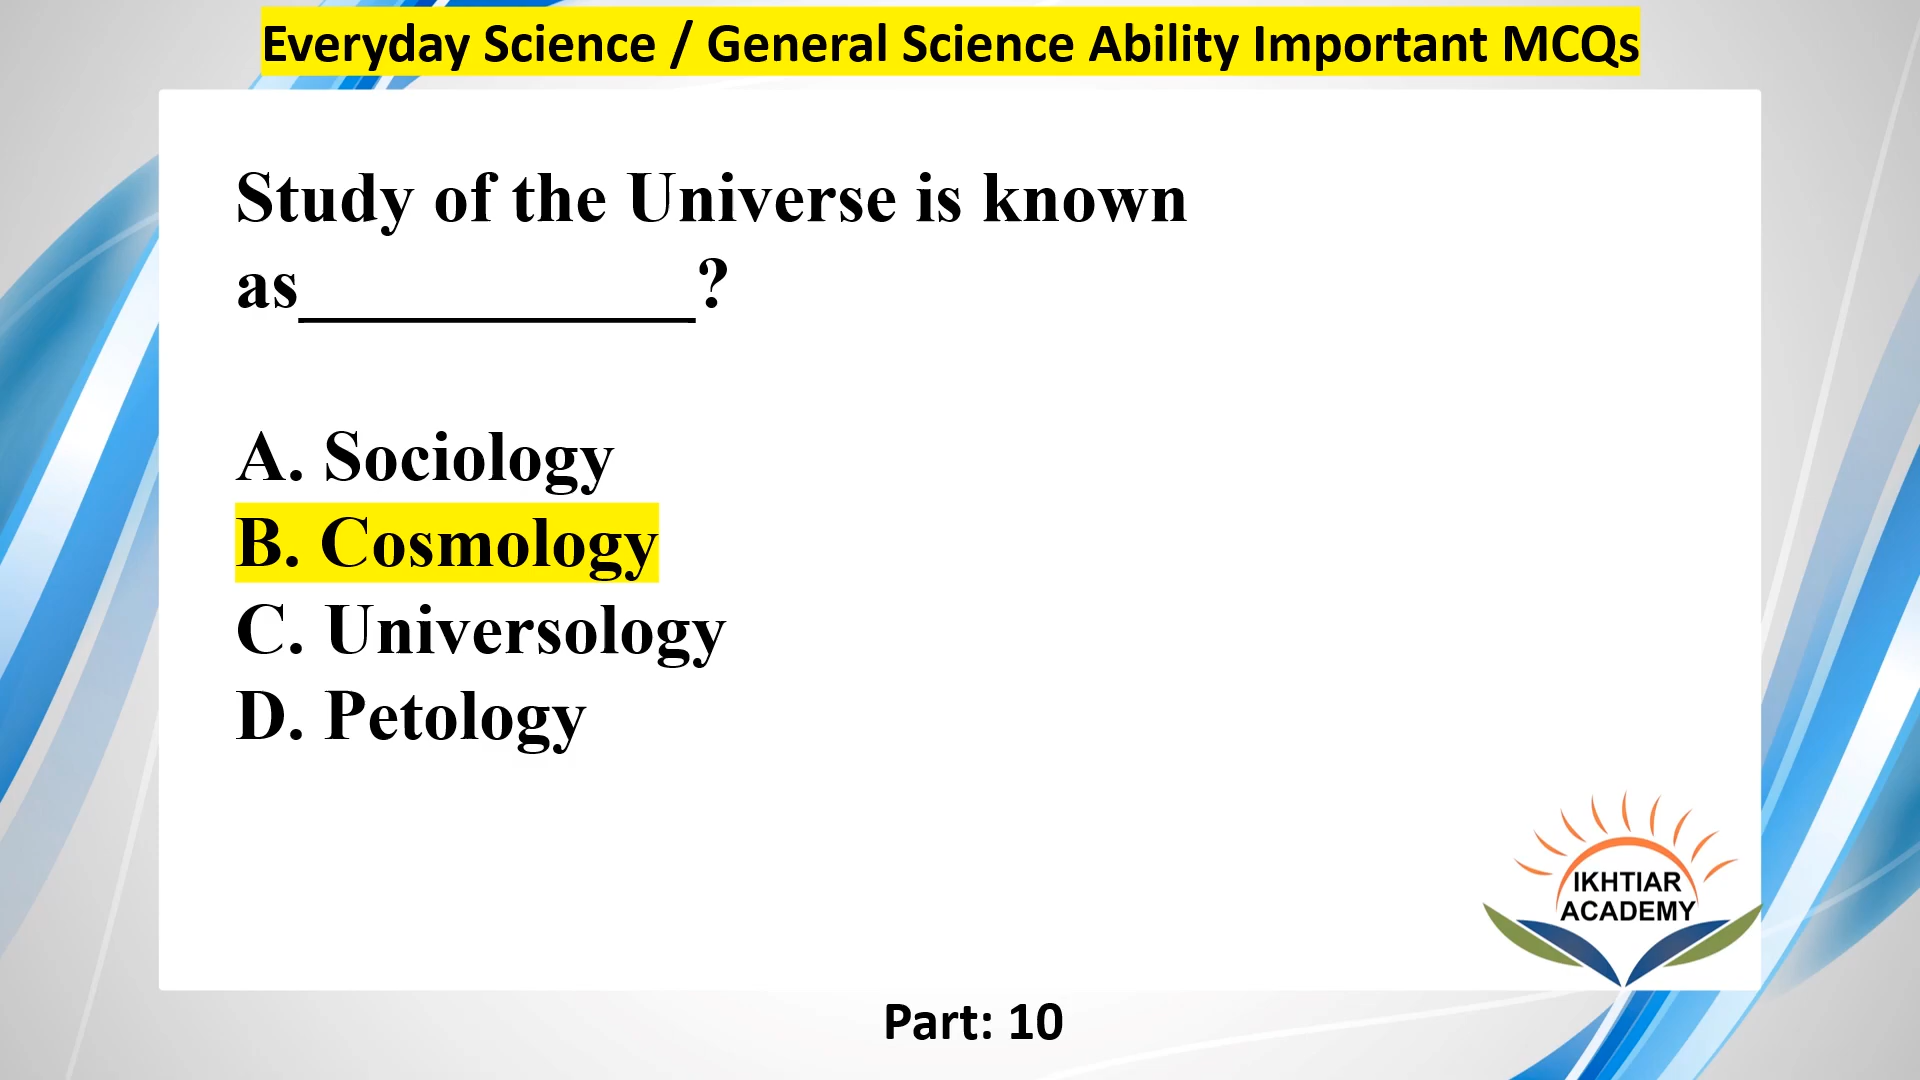 Everyday Science / General Science Ability Important MCQs
Study of the Universe is known
as____________?
A. Sociology
B. Cosmology
C. Universology
D. Petology
IKHTIAR
ACADEMY
Part: 10